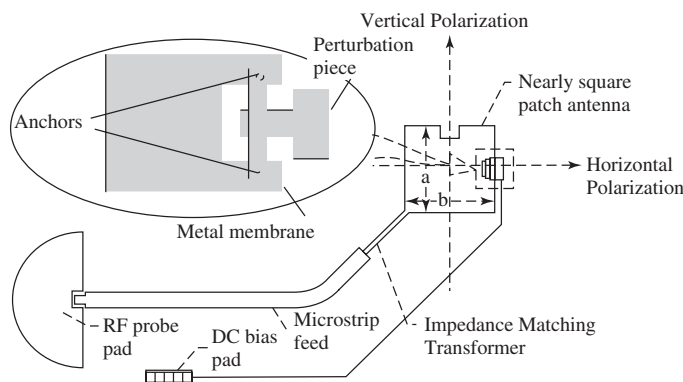 Vertical Polarization
Perturbation
piece
Nearly square
patch antenna
Anchors
a
b
Horizontal
Polarization
Metal membrane
RF probe
pad
DC bias
pad
Microstrip
feed
Impedance Matching
Transformer